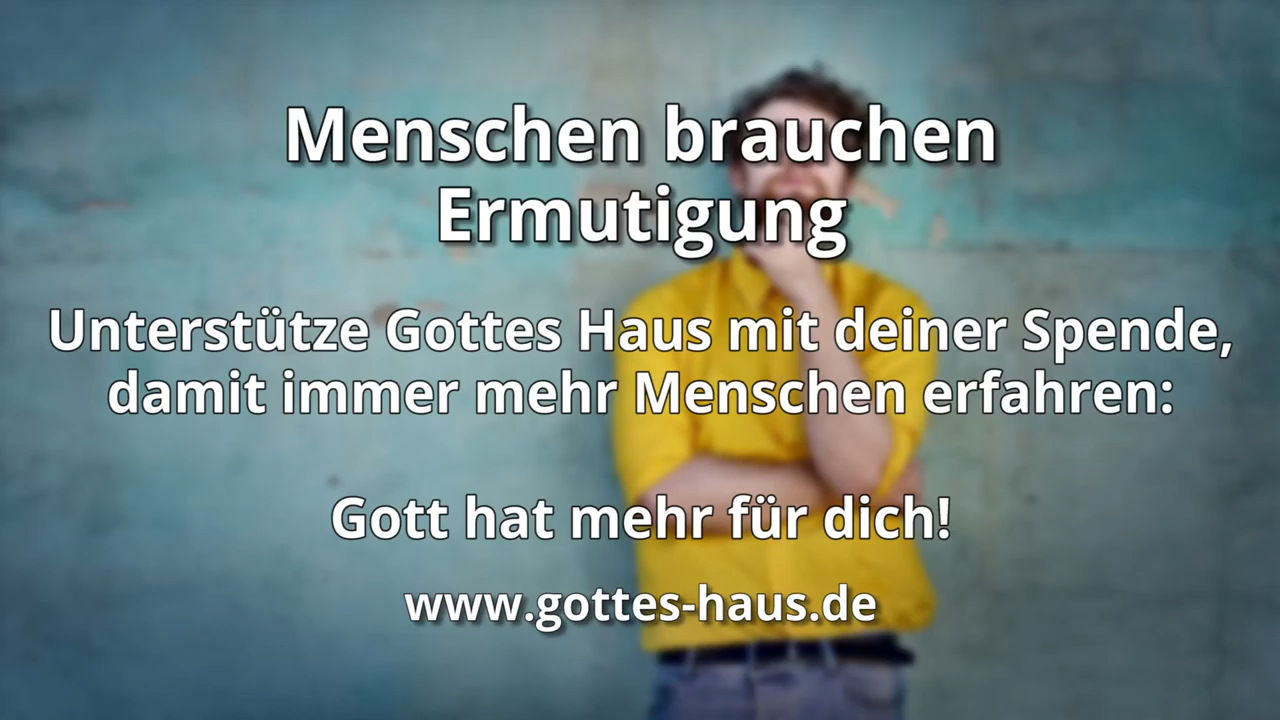 Menschen brauchen
Ermutigung
Unterstütze Gottes Haus mit deiner Spende,
damit immer mehr Menschen erfahren:
Gott hat mehr für dich!
www.gottes-haus.de